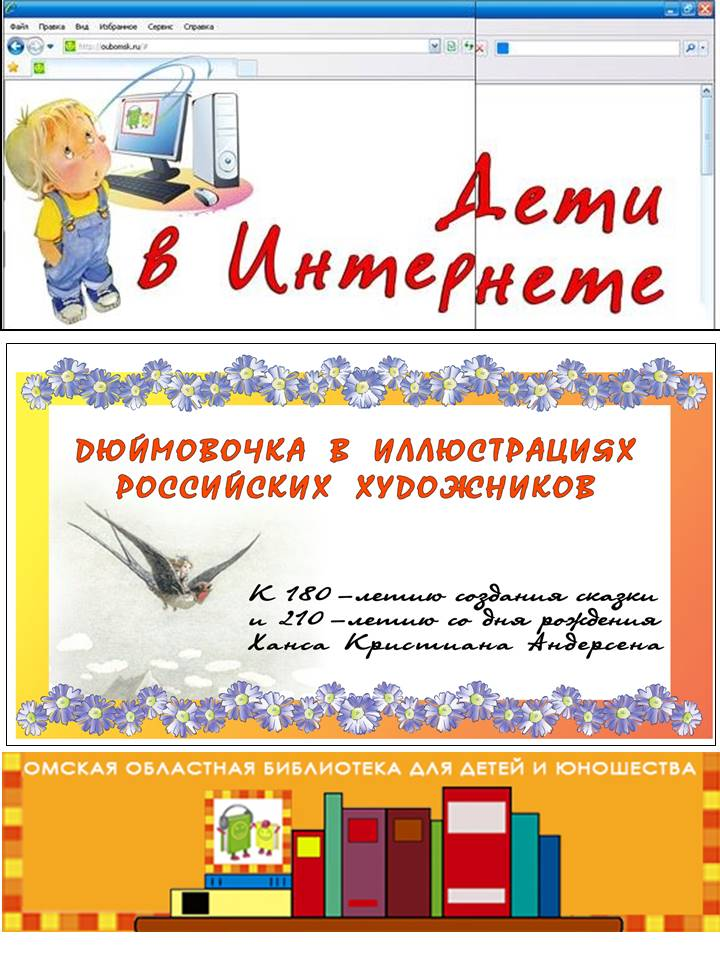 Файл Правка Вид Избранное Сервис Справка
http://oubomsk.ru/#
Дети
в Интернете
ДЮЙМОВОЧКА В ИЛЛЮСТРАЦИЯХ
РОССИЙСКИХ ХУДОЖНИКОВ
К 180 –летию создания сказки
и 210 –летию со дня рождения
Ханса Кристиана Андерсена
ОМСКАЯ ОБЛАСТНАЯ БИБЛИОТЕКА ДЛЯ ДЕТЕЙ И ЮНОШЕСТВА